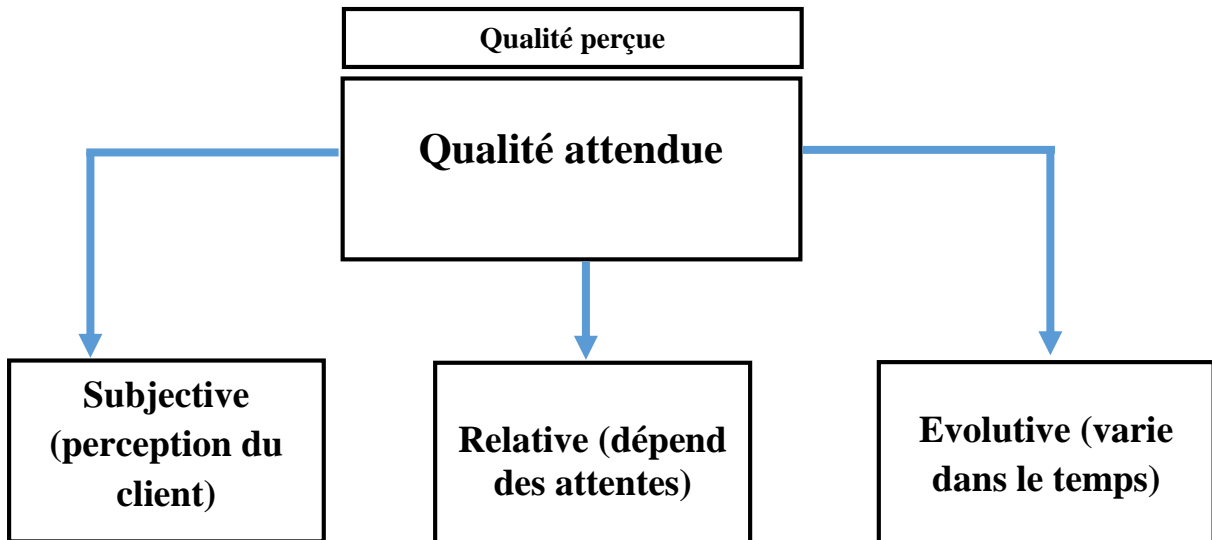 Qualité perçue
Qualité attendue
Subjective
(perception du
client)
Relative (dépend
des attentes)
Evolutive (varie
dans le temps)